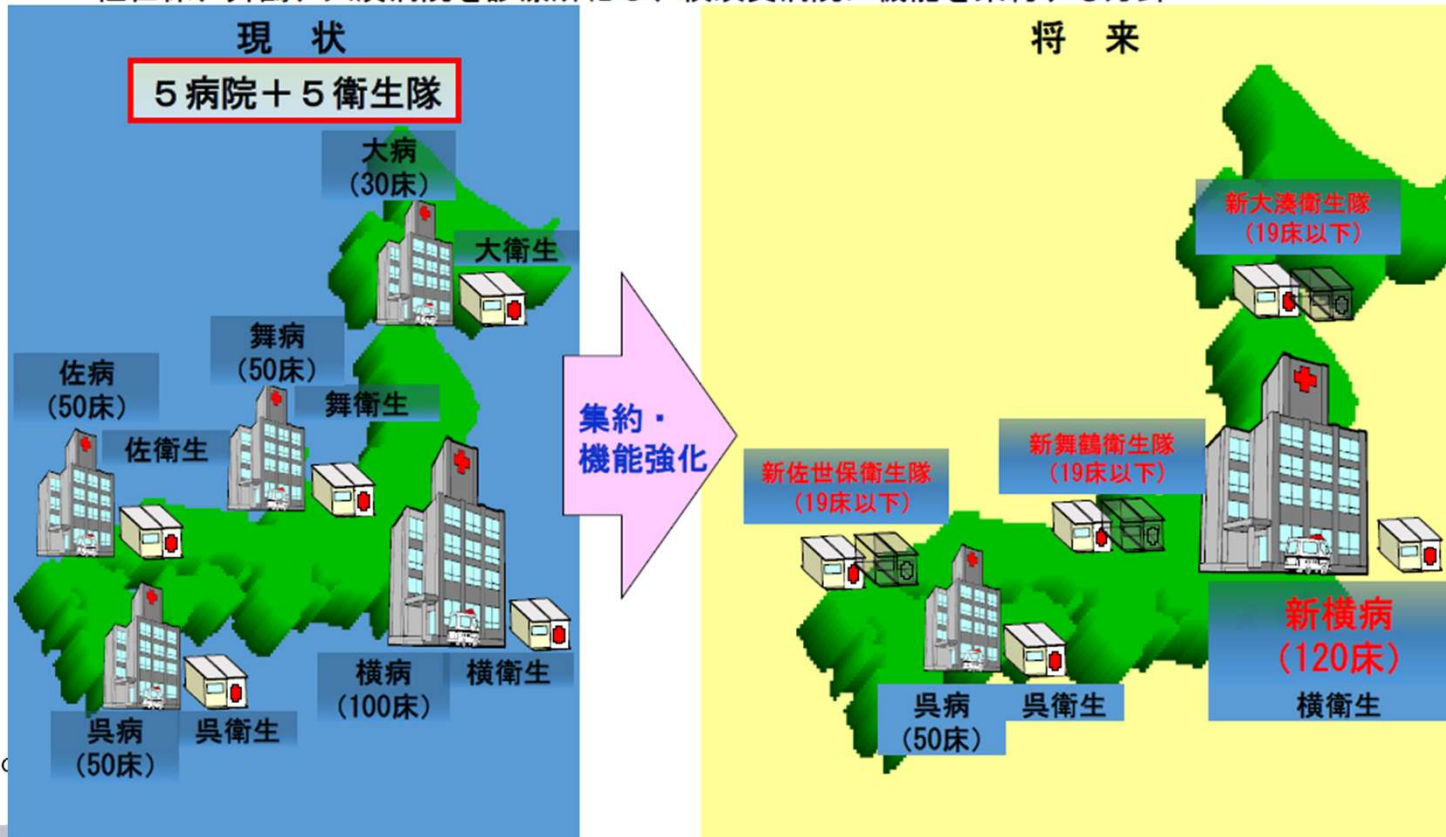 現 状
5病院+5衛生隊
大病
(30床)
大衛生
舞病
(50床)
舞衛生
佐病
(50床)
佐衛生
横病
(100床)
横衛生
呉病
(50床)
呉衛生
集約・
機能強化
将 来
新大湊衛生隊
(19床以下)
新舞鶴衛生隊
(19床以下)
新佐世保衛生隊
(19床以下)
新横病
(120床)
横衛生
呉病
(50床)
呉衛生